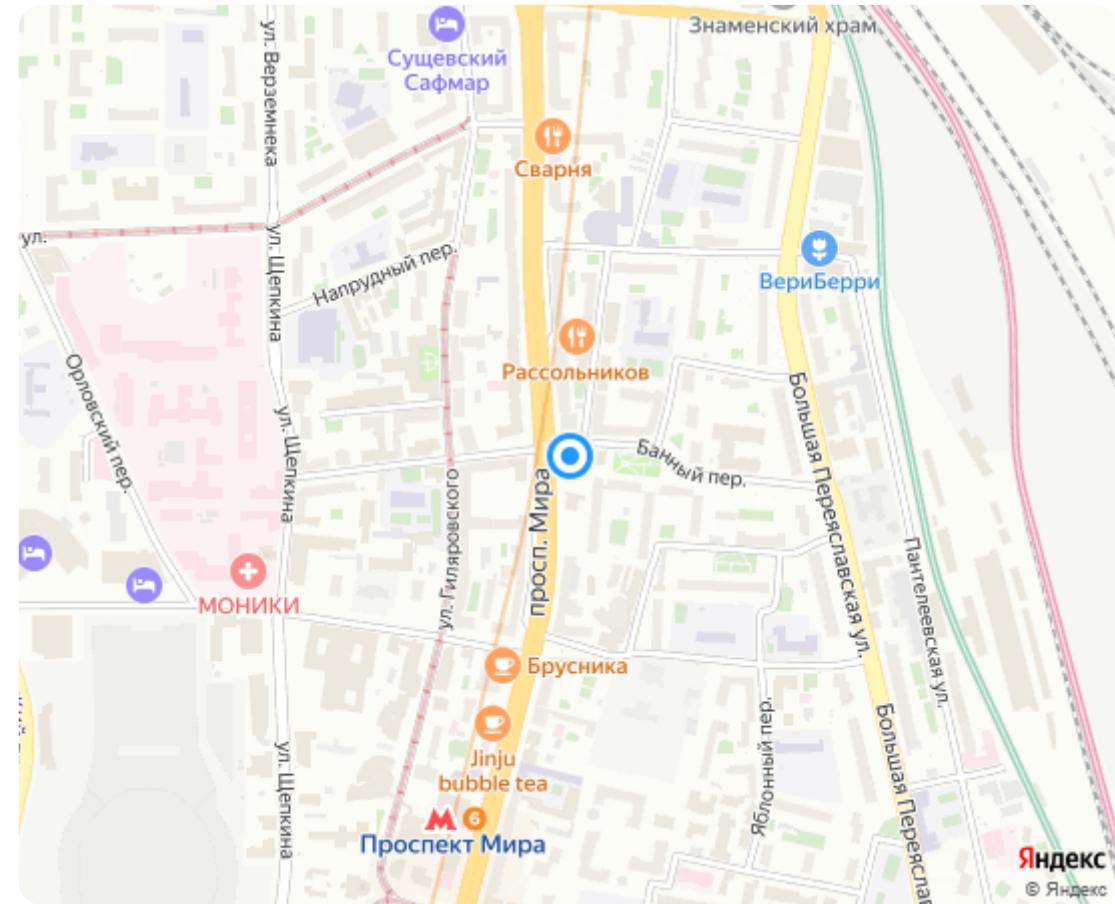 Знаменский храм
ул. Верземнека
Сущевский
Сафмар
Сварня
ул.
ул. Щепкина
Напрудный пер.
ВериБерри
Рассольников
Орловский пер.
ул. Щепкина
Большая Переяславская ул.
Банный пер.
просп. Мира
ул. Гиляровского
Пантелеевская ул.
МОНИКИ
Брусника
Jinju
bubble tea
ул. Щепкина
Яблонный пер.
Большая Переяслав
6
Проспект Мира
Яндекс
© Яндекс